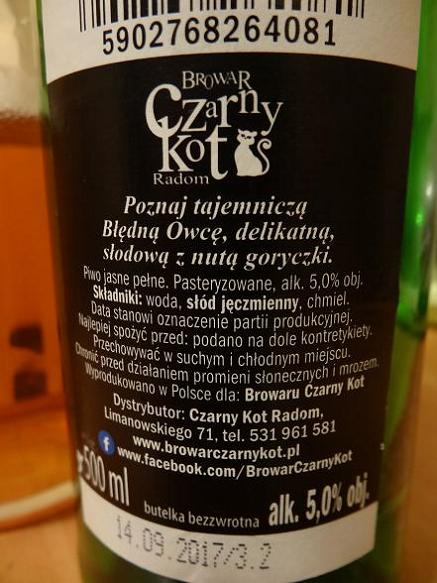 5902768264081
BROWAR
Czarny
Kot
Radom
Poznaj tajemniczą
Błędną Owcę, delikatną,
słodową z nutą goryczki.
Piwo jasne pełne. Pasteryzowane, alk. 5,0% obj.
Składniki: woda, słód jęczmienny, chmiel.
Data stanowi oznaczenie partii produkcyjnej.
Najlepiej spożyć przed: podano na dole kontretykiety.
Przechowywać w suchym i chłodnym miejscu.
Chronić przed działaniem promieni słonecznych i mrozem.
Wyprodukowano w Polsce dla: Browaru Czarny Kot
Dystrybutor: Czarny Kot Radom,
Limanowskiego 71, tel. 531 961 581
www.browarczarnykot.pl
f www.facebook.com/BrowarCzarnyKot
500 ml
butelka bezzwrotna alk. 5,0% obj.
14.09.2017/3.2